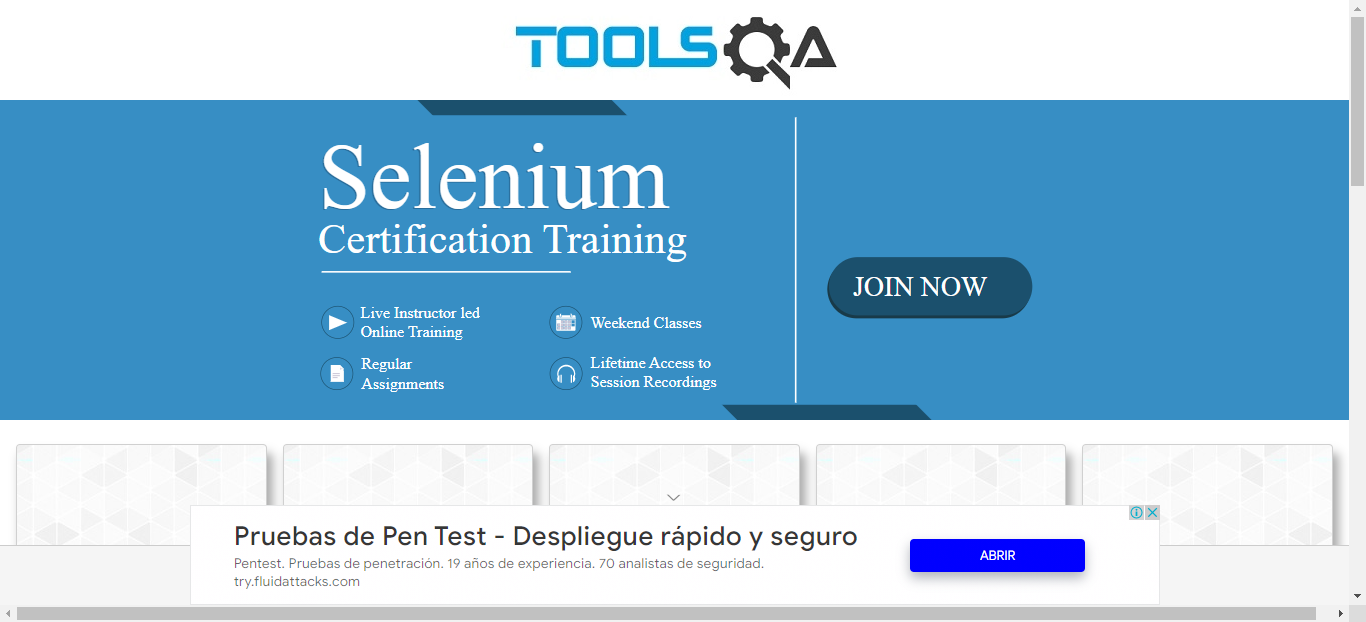 TOOLSQA
Selenium
Certification Training
Live Instructor led
Online Training
Weekend Classes
Regular
Assignments
Lifetime Access to
Session Recordings
JOIN NOW
Pruebas de Pen Test - Despliegue rápido y seguro
Pentest. Pruebas de penetración. 19 años de experiencia. 70 analistas de seguridad.
try.fluidattacks.com
ABRIR